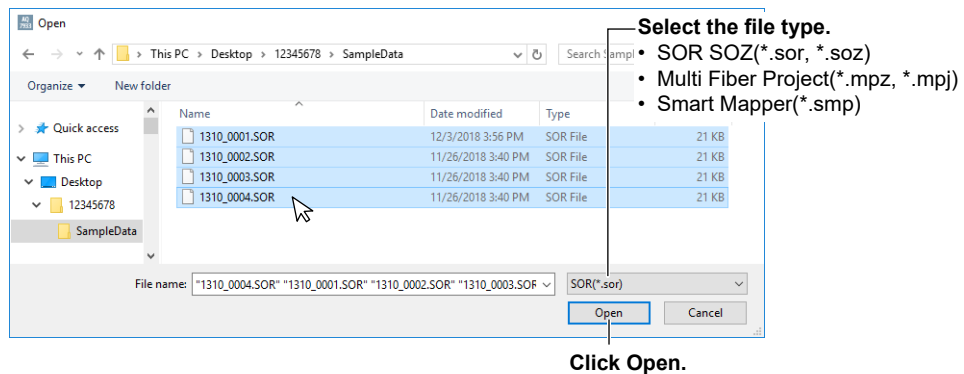 AQ 7933 Open
Select the file type.
This PC > Desktop > 12345678 > SampleData
Search Sampl
• SOR SOZ(*.sor, *.soz)
Organize New folder
• Multi Fiber Project(*.mpz, *.mpj)
• Smart Mapper(*.smp)
Name Date modified Type
Quick access
1310_0001.SOR 12/3/2018 3:56 PM SOR File 21 KB
1310_0002.SOR 11/26/2018 3:40 PM SOR File 21 KB
This PC
1310_0003.SOR 11/26/2018 3:40 PM SOR File 21 KB
Desktop
1310_0004.SOR 11/26/2018 3:40 PM SOR File 21 KB
12345678
SampleData
File name: "1310_0004.SOR" "1310_0001.SOR" "1310_0002.SOR" "1310_0003.SOR
SOR(*.sor)
Open Cancel
Click Open.